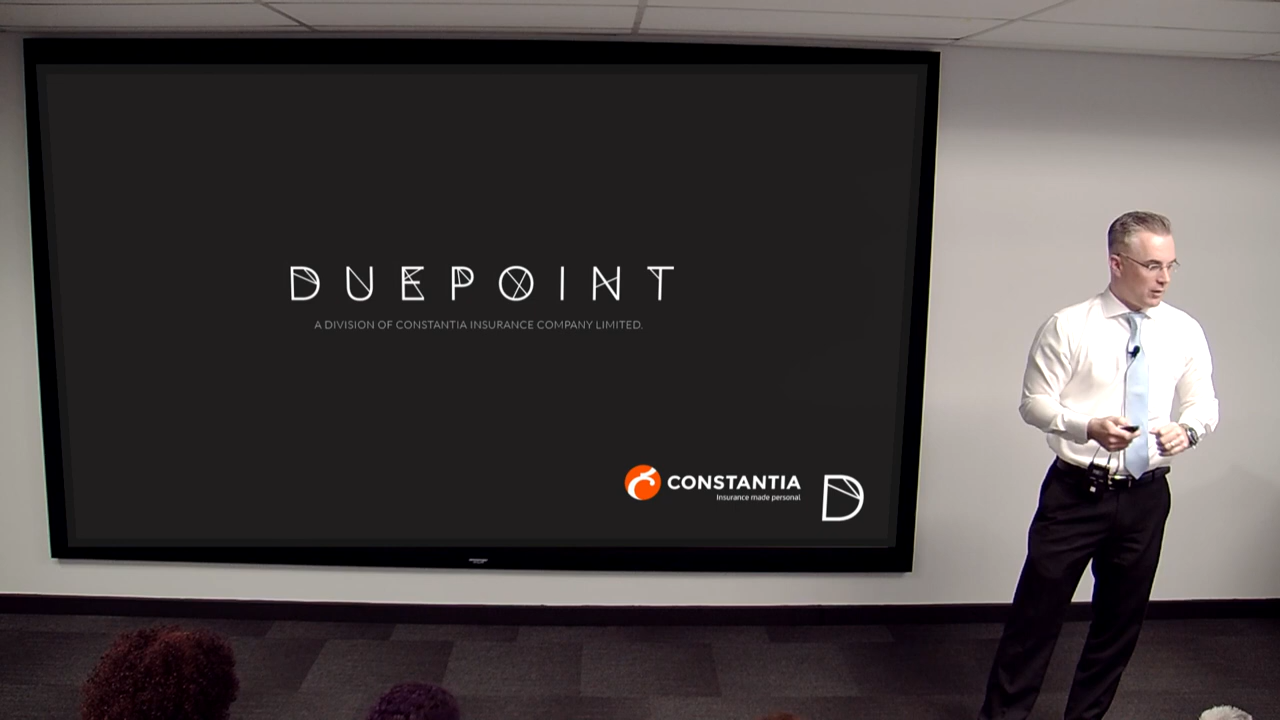 DUEPOINT
A DIVISION OF CONSTANTIA INSURANCE COMPANY LIMITED.
CONSTANTIA
Insurance made personal
D